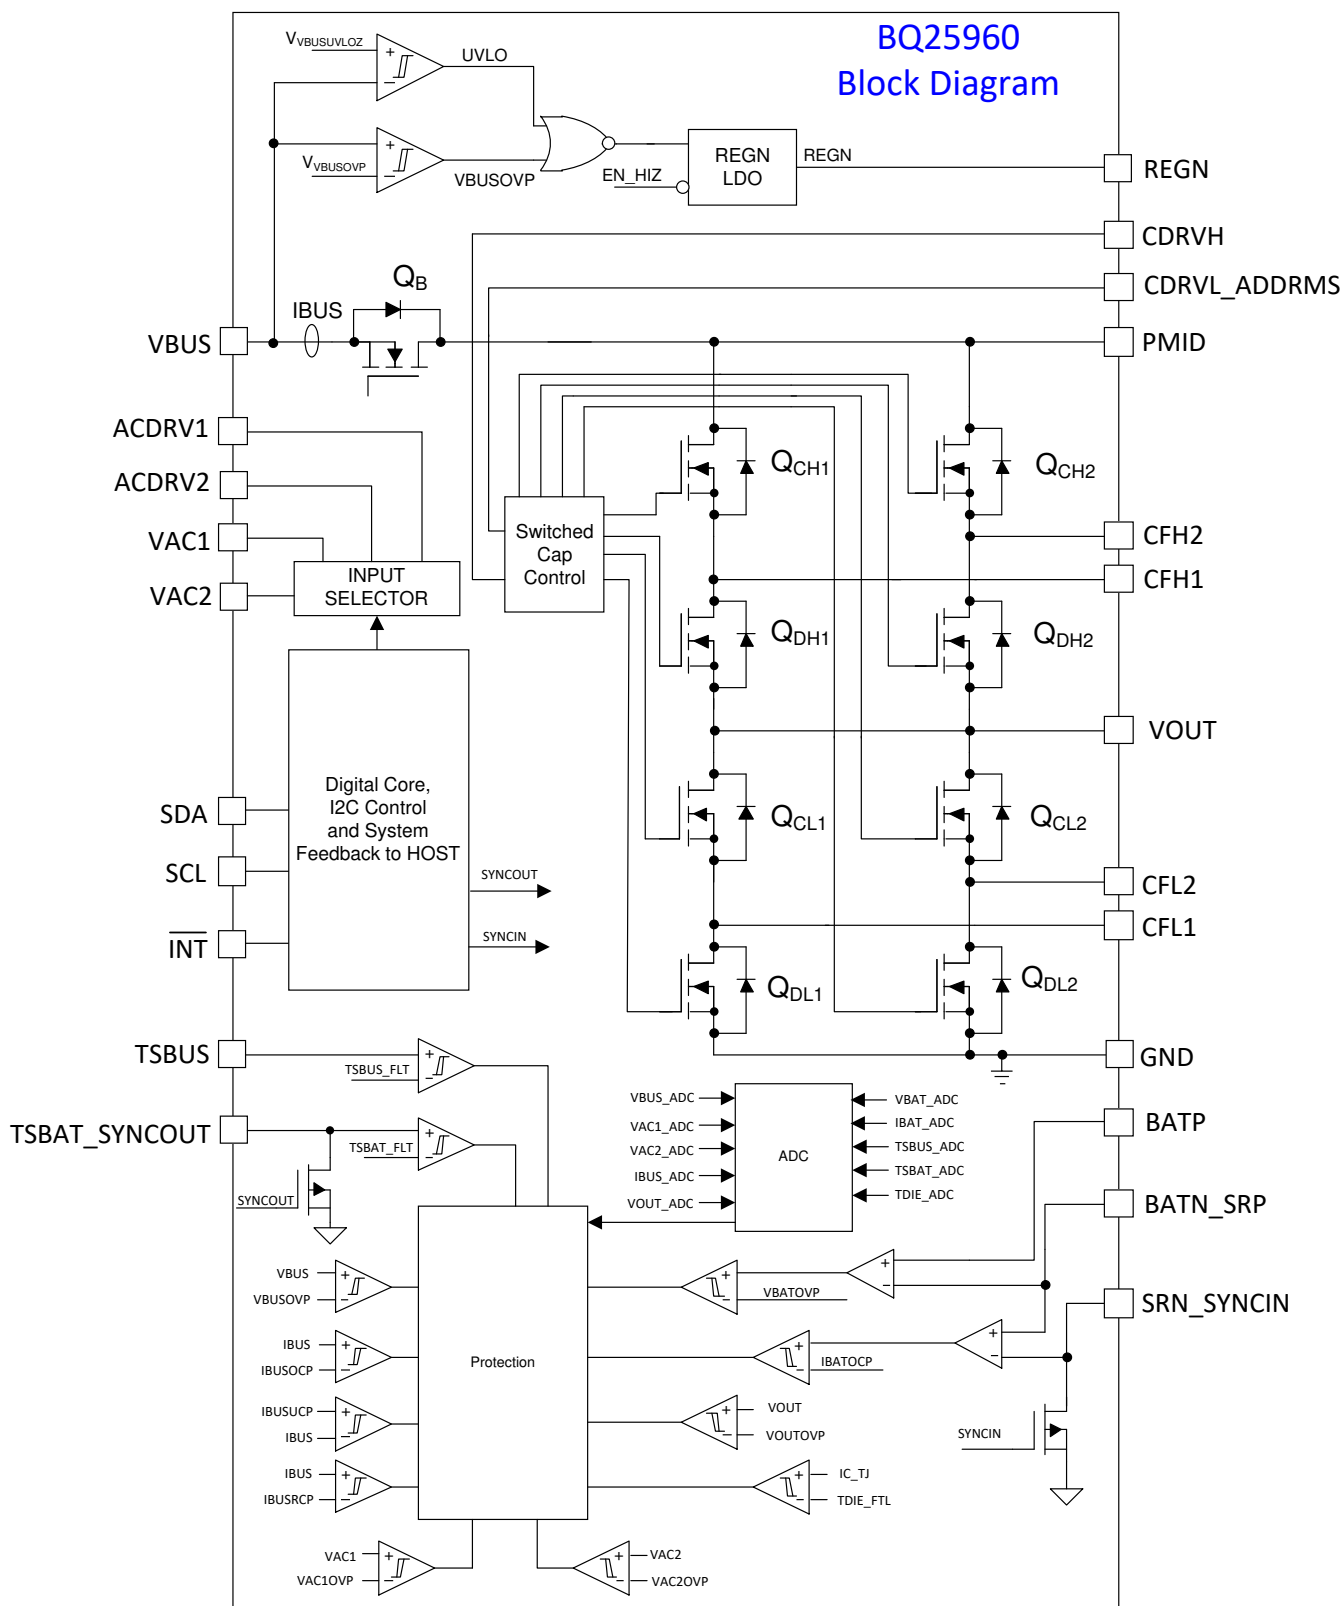 BQ25960
Block Diagram
VVBUSUVLOZ
+
−
UVLO
VVBUSOVP
+
−
VBUSOVP
EN_HIZ
REGN
LDO
REGN
REGN
CDRVH
CDRVL_ADDRMS
QB
IBUS
VBUS
PMID
ACDRV1
ACDRV2
VAC1
VAC2
INPUT
SELECTOR
Switched
Cap
Control
QCH1
QCH2
CFH2
CFH1
QDH1
QDH2
VOUT
Digital Core,
I2C Control
and System
Feedback to HOST
SDA
SCL
INT
SYNCOUT
SYNCIN
QCL1
QCL2
CFL2
CFL1
QDL1
QDL2
GND
TSBUS
TSBUS_FLT
+
−
TSBAT_SYNCOUT
TSBAT_FLT
+
−
SYNCOUT
VBUS_ADC
VAC1_ADC
VAC2_ADC
IBUS_ADC
VOUT_ADC
ADC
VBAT_ADC
IBAT_ADC
TSBUS_ADC
TSBAT_ADC
TDIE_ADC
BATP
BATN_SRP
SRN_SYNCIN
VBUS
VBUSOVP
+
−
IBUS
IBUSOCP
+
−
IBUSUCP
IBUS
+
−
IBUS
IBUSRCP
+
−
Protection
+
−
VBATOVP
+
−
+
−
IBATOCP
+
−
+
−
VOUT
VOUTOVP
+
−
IC_TJ
TDIE_FTL
SYNCIN
VAC1
VAC1OVP
+
−
+
−
VAC2
VAC2OVP